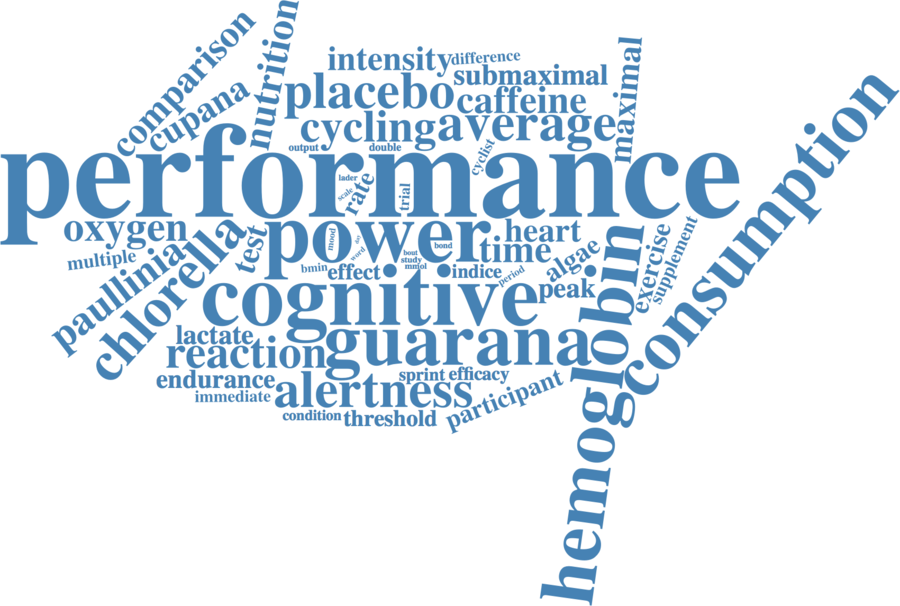 comparison
cupana
nutrition
intensity
difference
submaximal
placebo
caffeine
maximal
cycling
average
output
double
cyclist
performance
consumption
lader
scale
rate
trial
oxygen
chlorella
test
power
mood
word
bout
study
mmol
bond
heart
time
multiple
paullinia
bmin
effect
indice
period
algae
exercise
supplement
cognitive
peak
hemoglobin
lactate
reaction
guarana
endurance
alertness
sprint
efficacy
immediate
participant
condition
threshold